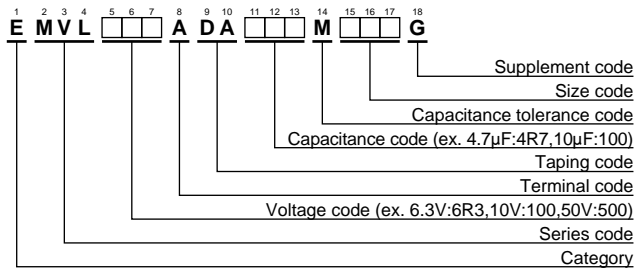 1 2 3 4 5 6 7 8 9 10 11 12 13 14 15 16 17 18
E MVL A DA M G
Supplement code
Size code
Capacitance tolerance code
Capacitance code (ex. 4.7µF:4R7,10µF:100)
Taping code
Terminal code
Voltage code (ex. 6.3V:6R3,10V:100,50V:500)
Series code
Category